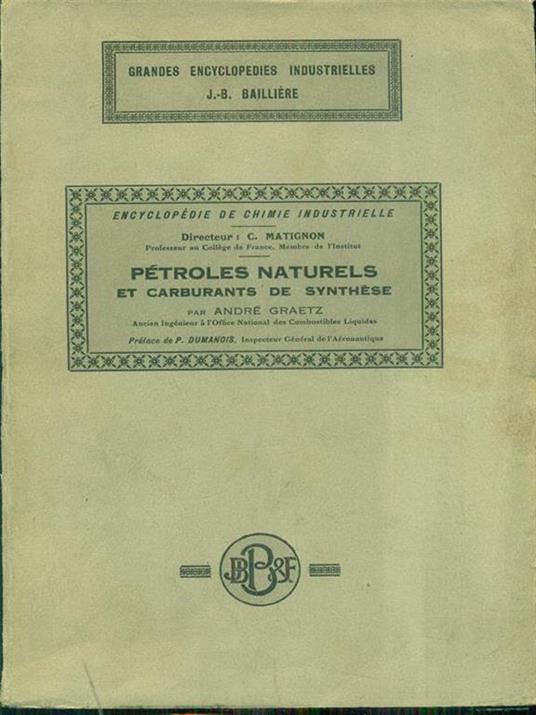 GRANDES ENCYCLOPEDIES INDUSTRIELLES
J.-B. BAILLIÈRE
ENCYCLOPÉDIE DE CHIMIE INDUSTRIELLE
Directeur : C. MATIGNON
Professeur au Collège de France, Membre de l'Institut
PÉTROLES NATURELS
ET CARBURANTS DE SYNTHÈSE
PAR ANDRÉ GRAETZ
Ancien Ingénieur à l'Office National des Combustibles Liquides
Préface de P. DUMANOIS, Inspecteur Général de l'Aéronautique
JBB&F